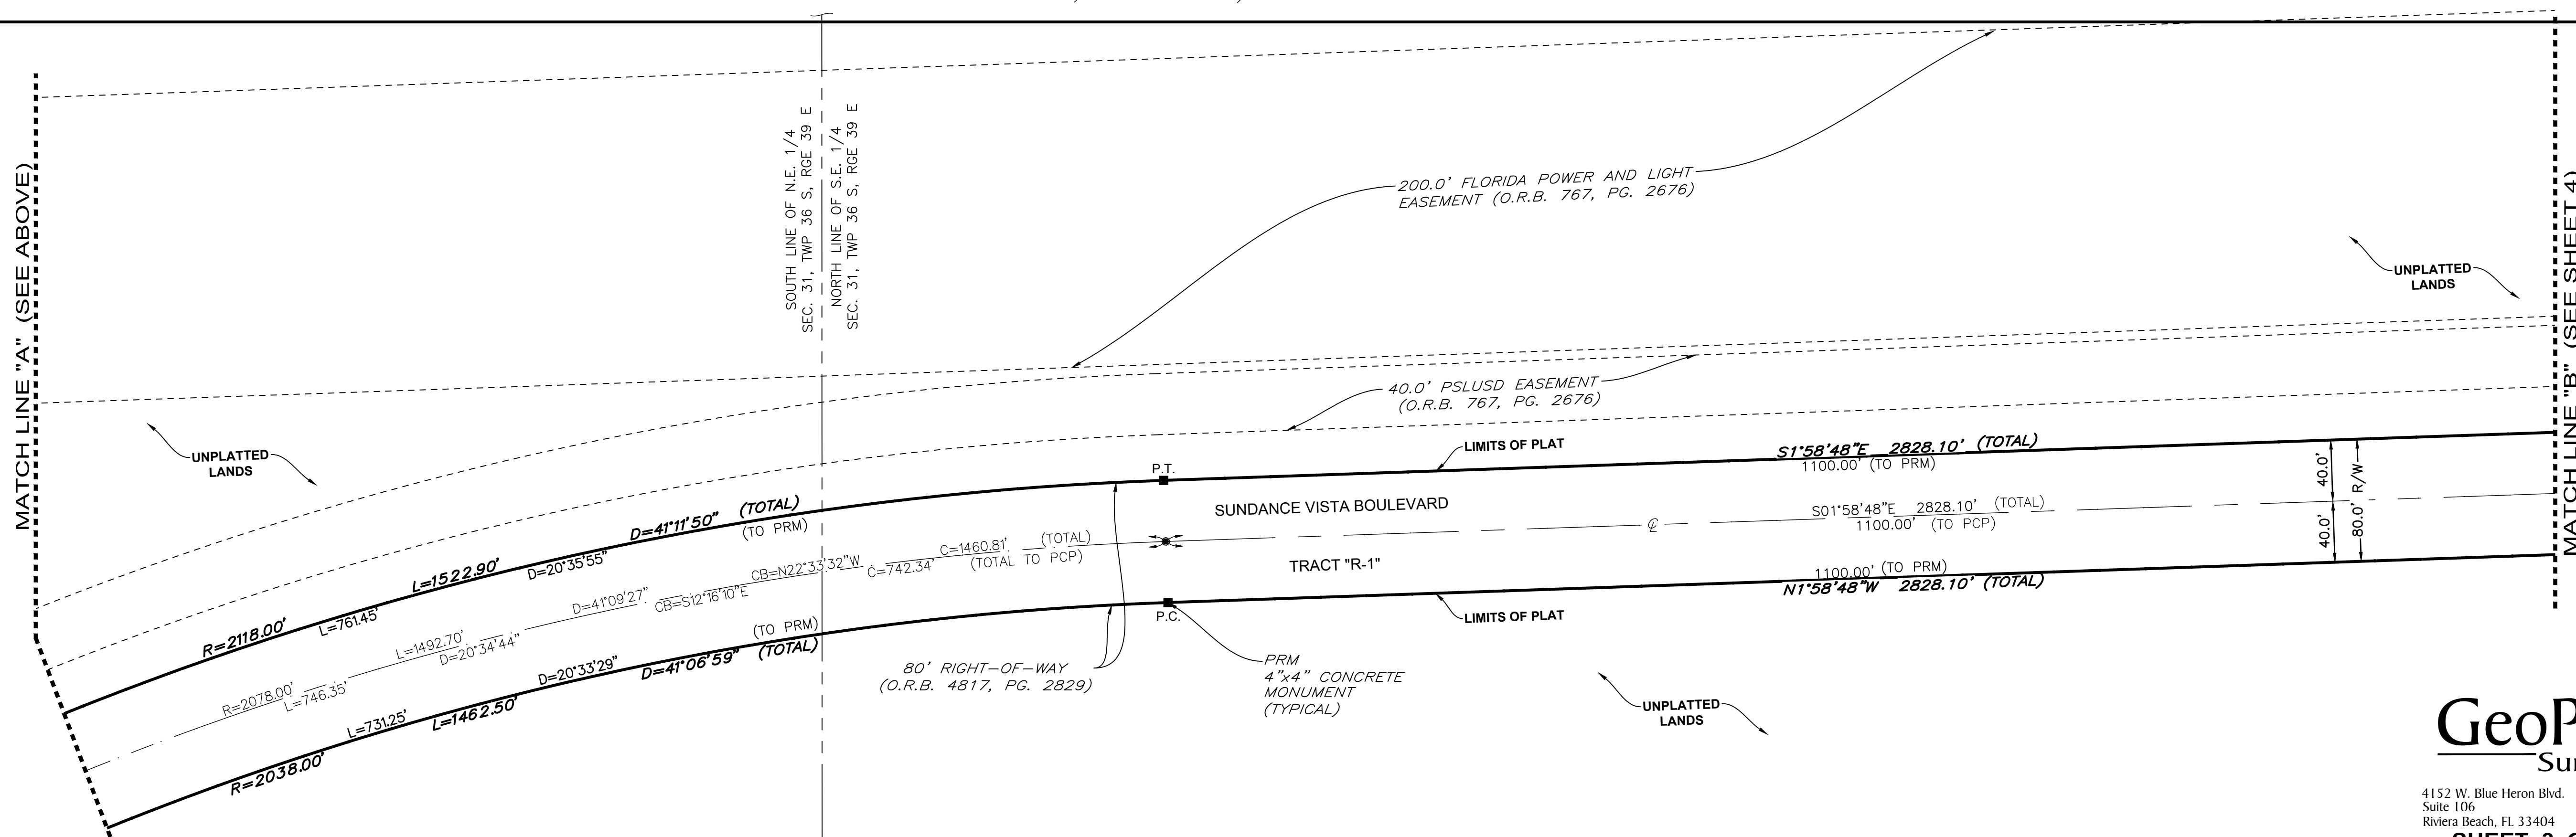 MATCH LINE "A" (SEE ABOVE)
SOUTH LINE OF N.E. 1/4
SEC. 31, TWP 36 S, RGE 39 E
NORTH LINE OF S.E. 1/4
SEC. 31, TWP 36 S, RGE 39 E
200.0' FLORIDA POWER AND LIGHT
EASEMENT (O.R.B. 767, PG. 2676)
UNPLATTED
LANDS
MATCH LINE "B" (SEE SHEET 4)
40.0' PSLUSD EASEMENT
(O.R.B. 767, PG. 2676)
UNPLATTED
LANDS
LIMITS OF PLAT
S1°58'48"E 2828.10' (TOTAL)
1100.00' (TO PRM)
P.T.
SUNDANCE VISTA BOULEVARD
S01°58'48"E 2828.10' (TOTAL)
1100.00' (TO PCP)
40.0'
40.0'
80.0' R/W
TRACT "R-1"
1100.00' (TO PRM)
N1°58'48"W 2828.10' (TOTAL)
P.C.
LIMITS OF PLAT
R=2118.00' L=1522.90' D=41°11'50" (TOTAL)
L=761.45' D=20°35'55" (TO PRM)
R=2078.00' L=1492.70' D=41°09'27" CB=N22°33'32"W C=1460.81' (TOTAL)
L=746.35' D=20°34'44" CB=S12°16'10"E C=742.34' (TOTAL TO PCP)
L=731.25' D=20°33'29" (TO PRM)
R=2038.00' L=1462.50' D=41°06'59" (TOTAL)
80' RIGHT-OF-WAY
(O.R.B. 4817, PG. 2829)
PRM
4"x4" CONCRETE
MONUMENT
(TYPICAL)
UNPLATTED
LANDS
GeoP
Sur
4152 W. Blue Heron Blvd.
Suite 106
Riviera Beach, FL 33404